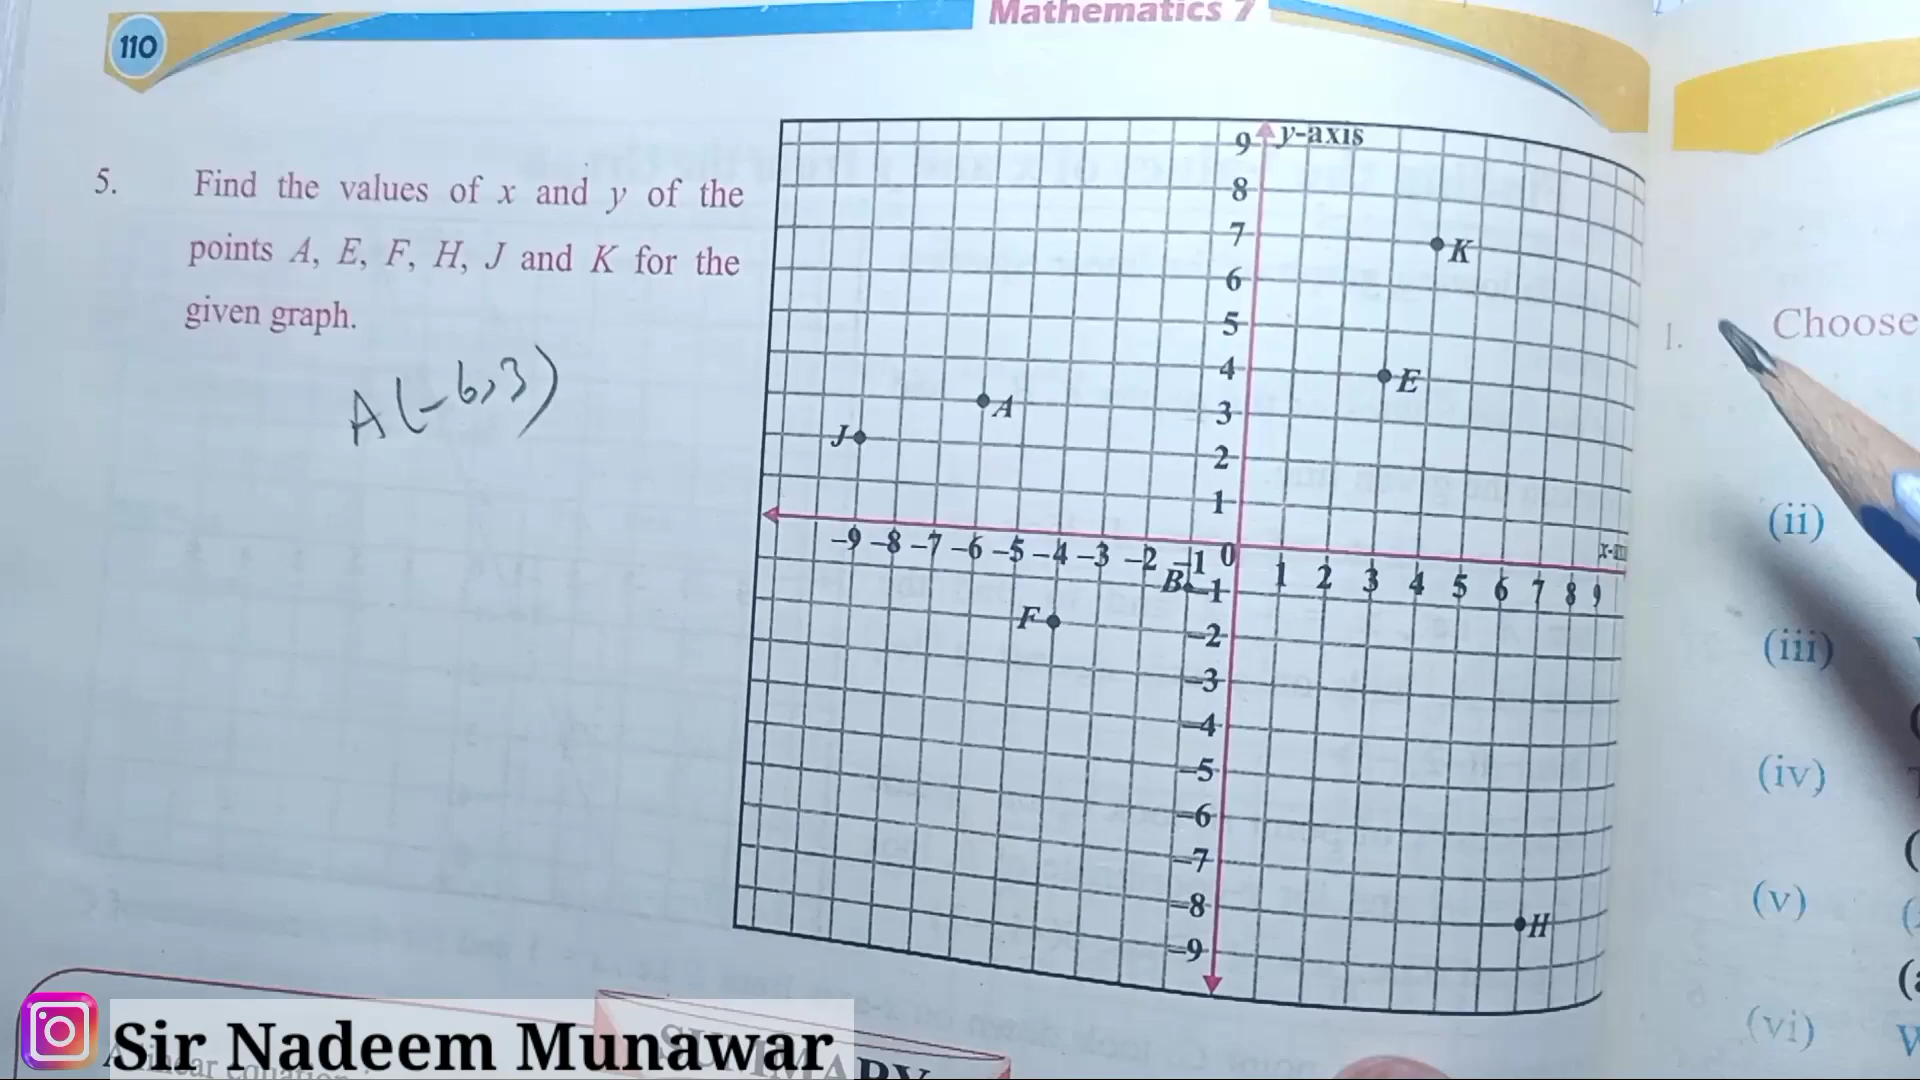 110
Mathematics 7
5. Find the values of x and y of the
points A, E, F, H, J and K for the
given graph.
A(-6,3)
y-axis
9
8
7
6
5
4
3
2
1
K
E
A
J
-9 -8 -7 -6 -5 -4 -3 -2 -1 0 1 2 3 4 5 6 7 8 9
B
F
-1
-2
-3
-4
-5
-6
-7
-8
-9
H
1. Choose
(ii)
(iii)
(iv)
(v)
(vi)
Sir Nadeem Munawar